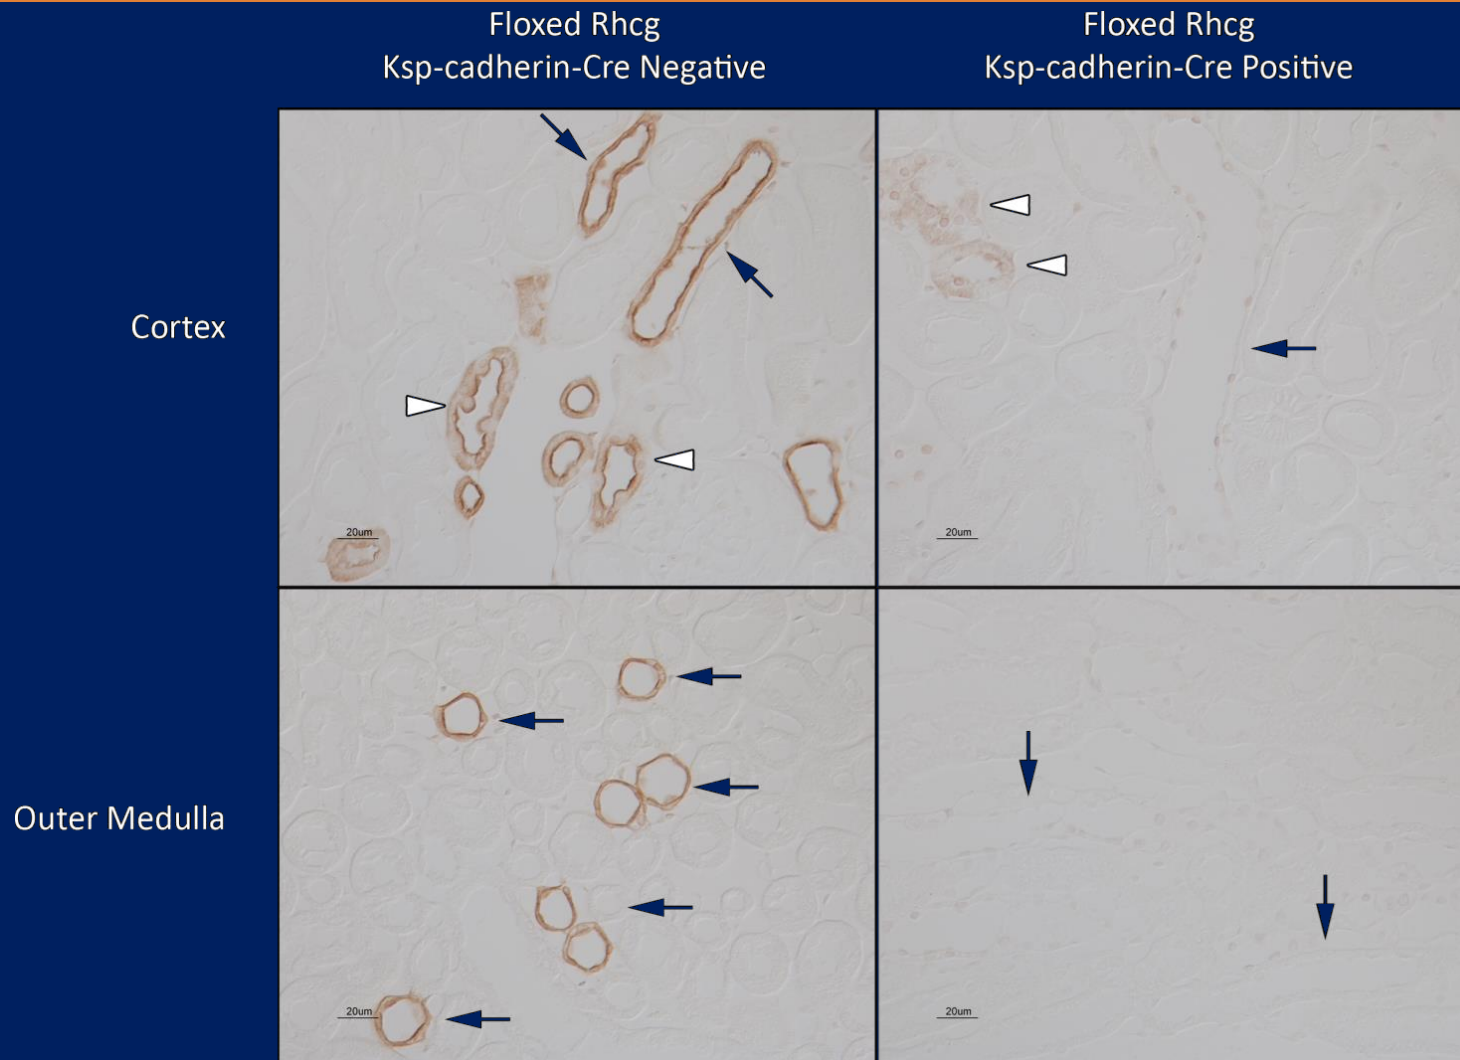 Floxed Rhcg
Ksp-cadherin-Cre Negative
Floxed Rhcg
Ksp-cadherin-Cre Positive
Cortex
20um
20um
Outer Medulla
20um
20um